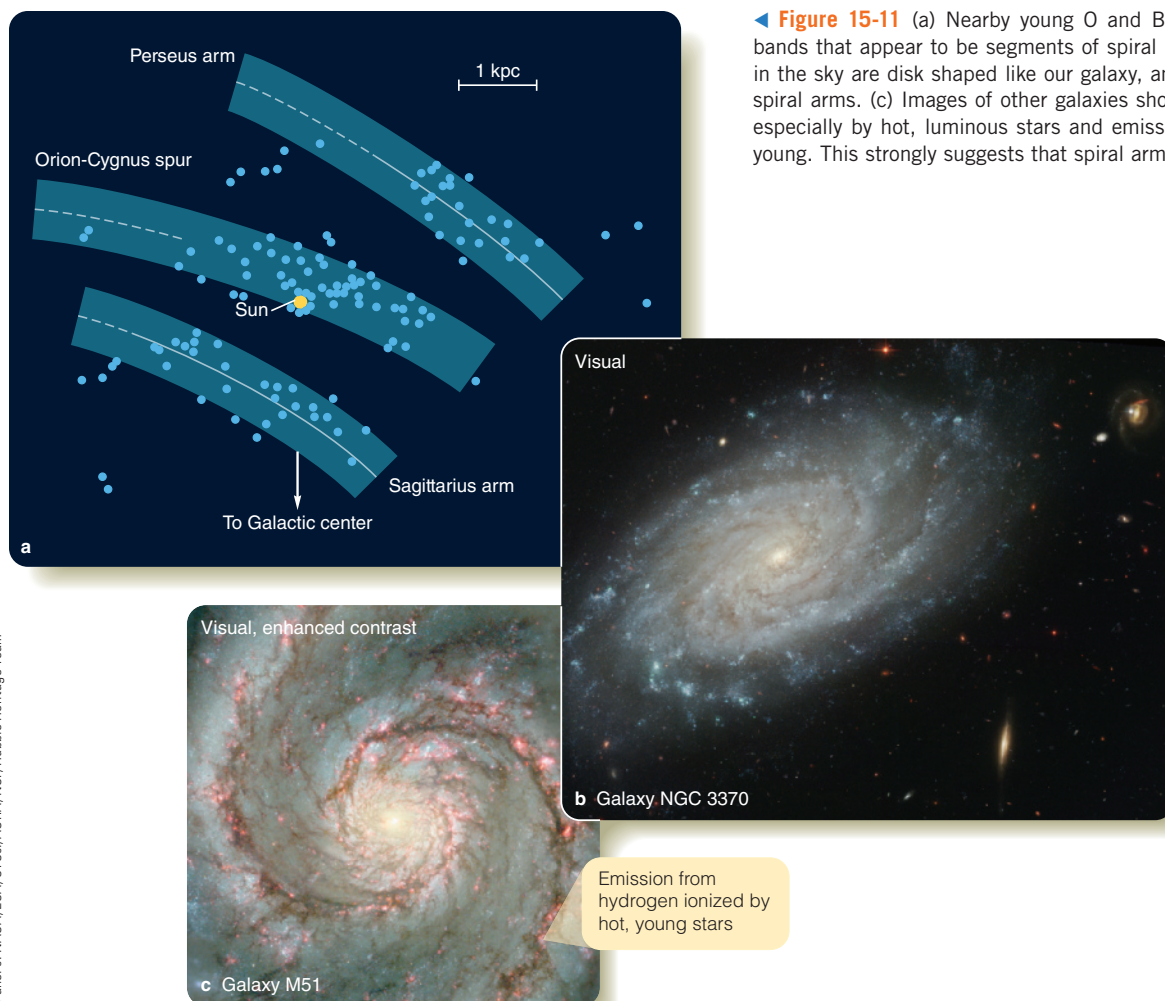 ◀ Figure 15-11 (a) Nearby young O and B
bands that appear to be segments of spiral
in the sky are disk shaped like our galaxy, an
spiral arms. (c) Images of other galaxies sho
especially by hot, luminous stars and emiss
young. This strongly suggests that spiral arm
Perseus arm
1 kpc
Orion-Cygnus spur
Sun
Sagittarius arm
To Galactic center
a
Visual
b Galaxy NGC 3370
Visual, enhanced contrast
Emission from
hydrogen ionized by
hot, young stars
c Galaxy M51